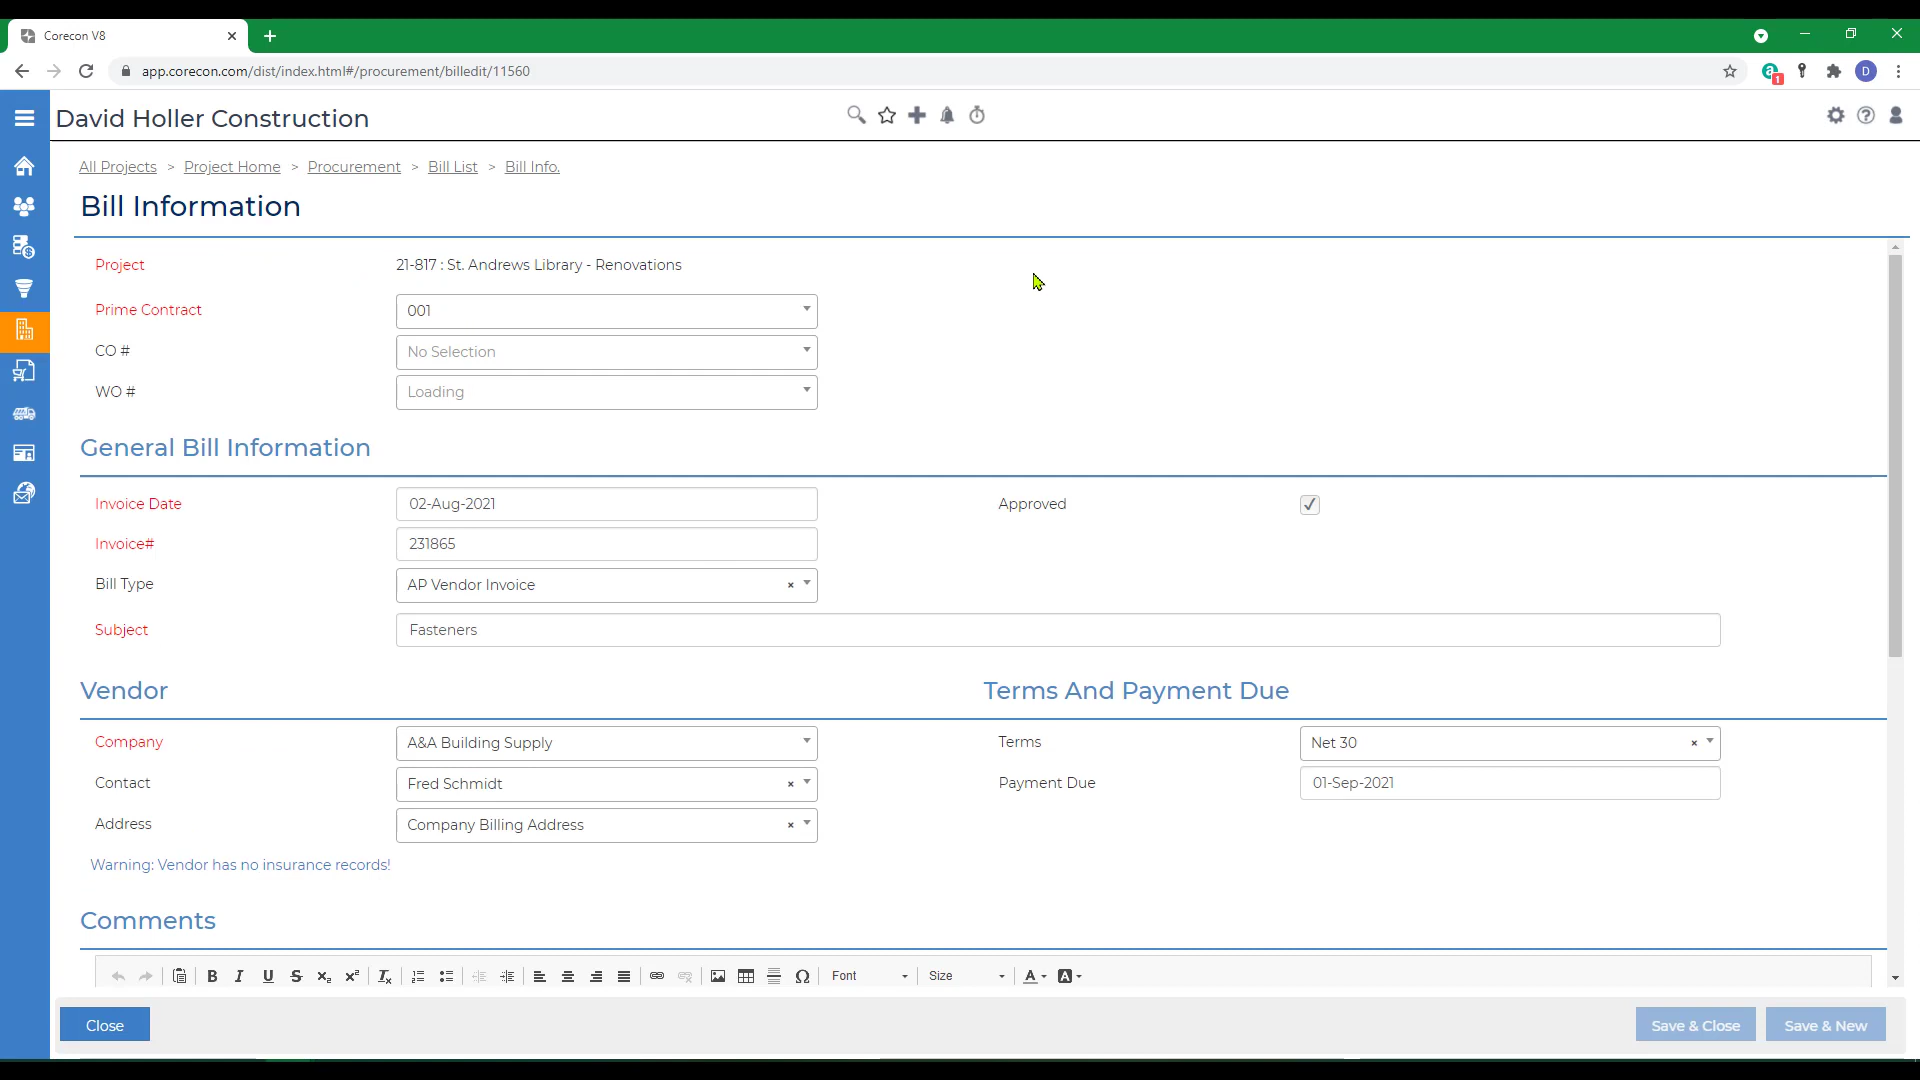 Corecon V8
app.corecon.com/dist/index.html#/procurement/billedit/11560
D
1
David Holler Construction
All Projects > Project Home > Procurement > Bill List > Bill Info.
Bill Information
Project 21-817 : St. Andrews Library - Renovations
Prime Contract 001
CO # No Selection
WO # Loading
General Bill Information
Invoice Date 02-Aug-2021 Approved
Invoice# 231865
Bill Type AP Vendor Invoice
Subject Fasteners
Vendor Terms And Payment Due
Company A&A Building Supply Terms Net 30
Contact Fred Schmidt Payment Due 01-Sep-2021
Address Company Billing Address
Warning: Vendor has no insurance records!
Comments
Font Size
Close Save & Close Save & New